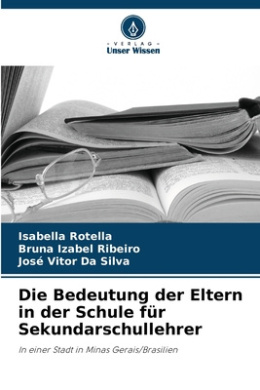 VERLAG
Unser Wissen
Isabella Rotella
Bruna Izabel Ribeiro
José Vitor Da Silva
Die Bedeutung der Eltern
in der Schule für
Sekundarschullehrer
In einer Stadt in Minas Gerais/Brasilien